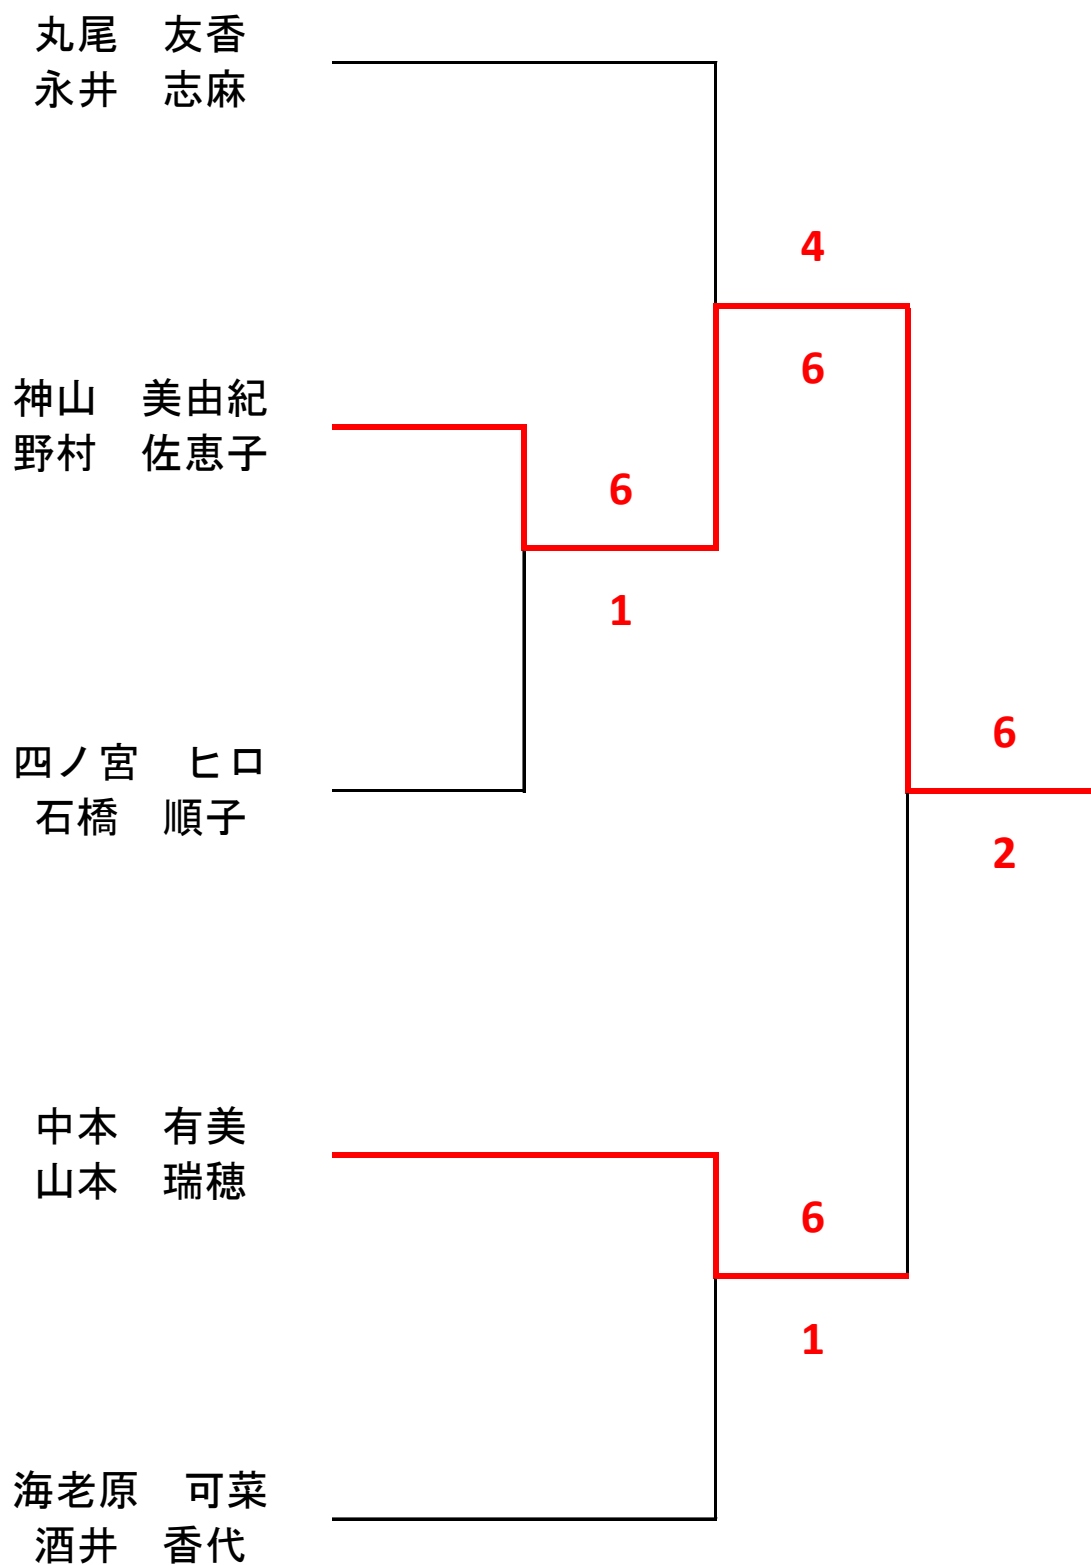 丸尾　友香
永井　志麻
4
6
神山　美由紀
野村　佐恵子
6
1
6
四ノ宮　ヒロ
石橋　順子
2
中本　有美
山本　瑞穂
6
1
海老原　可菜
酒井　香代